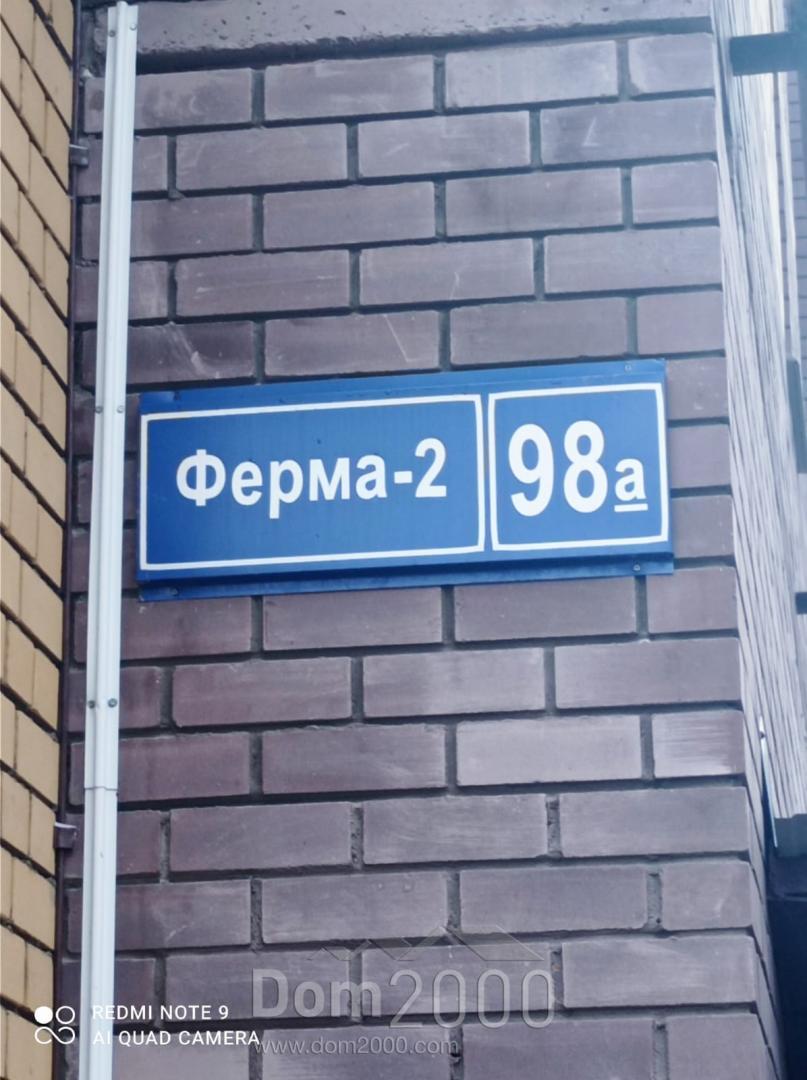 Ферма-2
98а
Dom2000
www.dom2000.com
REDMI NOTE 9
AI QUAD CAMERA